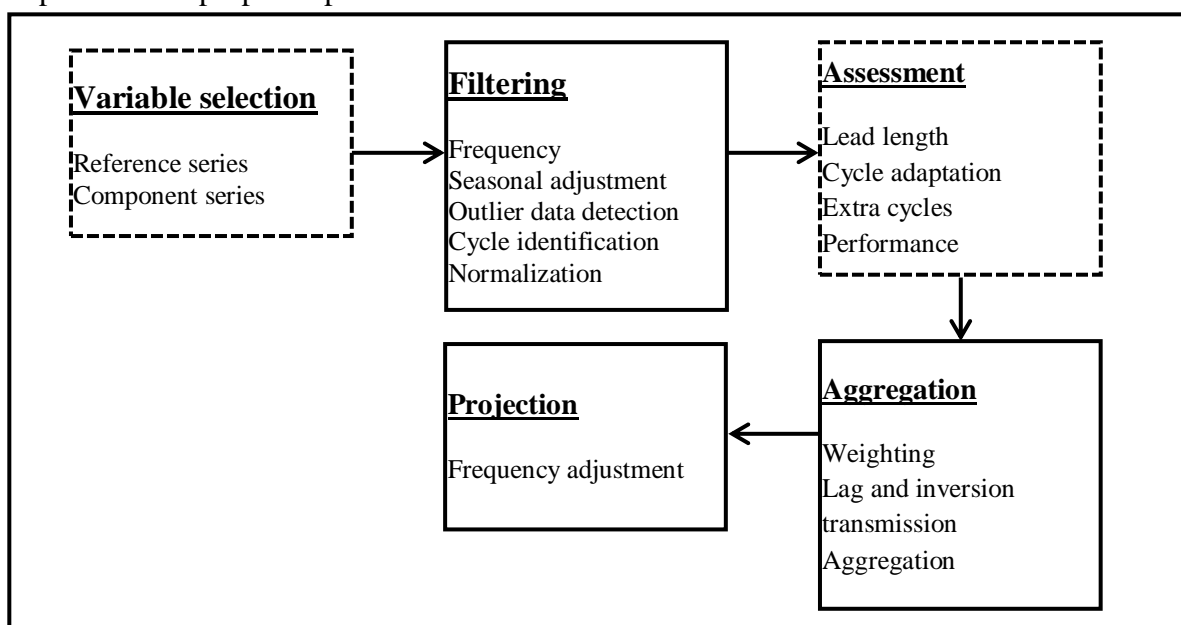 Variable selection
Reference series
Component series
Filtering
Frequency
Seasonal adjustment
Outlier data detection
Cycle identification
Normalization
Assessment
Lead length
Cycle adaptation
Extra cycles
Performance
Aggregation
Weighting
Lag and inversion
transmission
Aggregation
Projection
Frequency adjustment